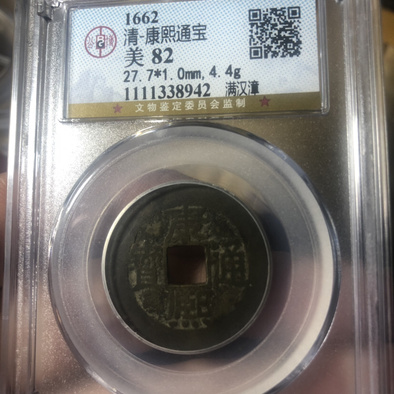 1662
清-康熙通宝
美 82
27.7*1.0mm,4.4g
1111338942 满汉漳
★ 文物鉴定委员会监制 ★
康熙通寶